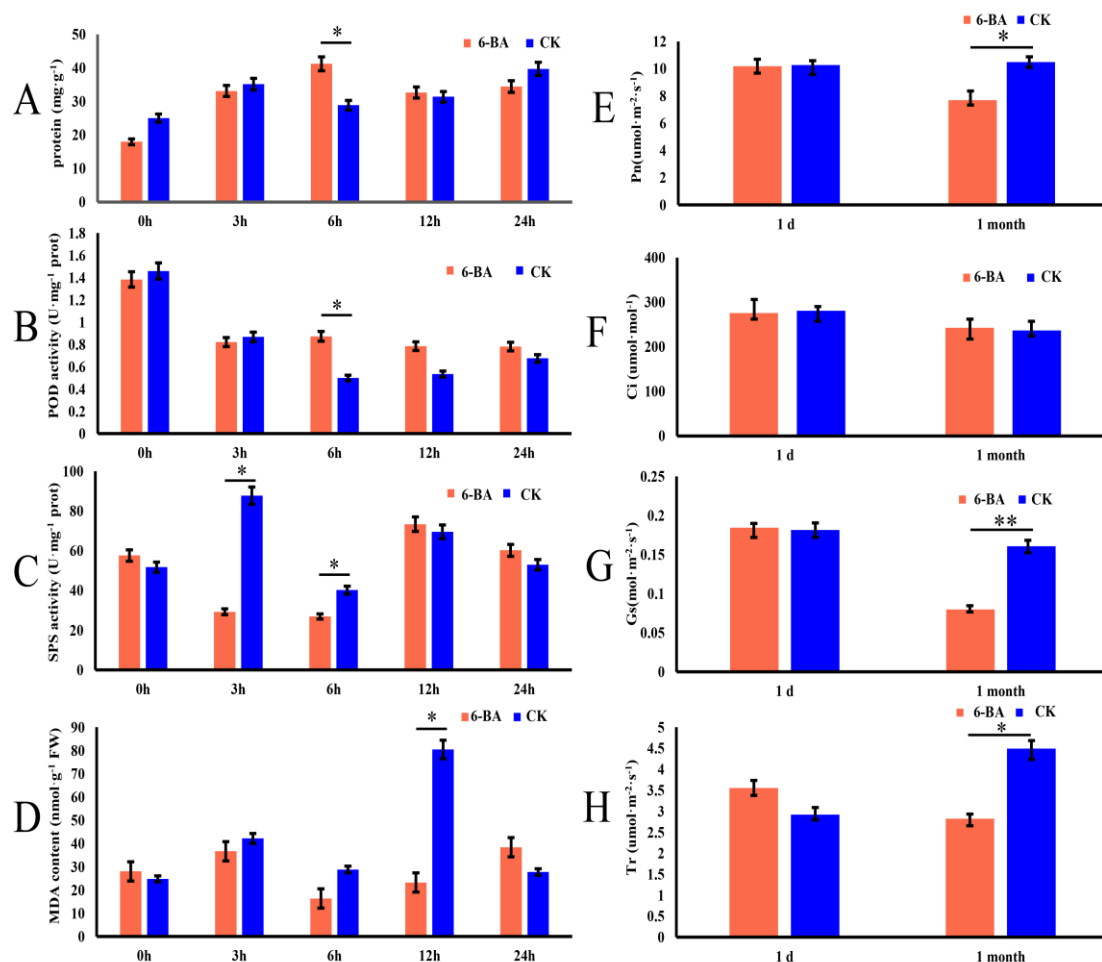 A
protein (mg·g⁻¹)
50
40
30
20
10
0
6-BA CK
*
0h 3h 6h 12h 24h
B
POD activity (U·mg⁻¹ prot)
1.8
1.6
1.4
1.2
1
0.8
0.6
0.4
0.2
0
6-BA CK
*
0h 3h 6h 12h 24h
C
SPS activity (U·mg⁻¹ prot)
100
80
60
40
20
0
6-BA CK
* *
0h 3h 6h 12h 24h
D
MDA content (nmol·g⁻¹ FW)
90
80
70
60
50
40
30
20
10
0
6-BA CK
*
0h 3h 6h 12h 24h
E
Pn(umol·m⁻²·s⁻¹)
12
10
8
6
4
2
0
6-BA CK
*
1 d 1 month
F
Ci (umol·mol⁻¹)
400
300
200
100
0
6-BA CK
1 d 1 month
G
Gs(mol·m⁻²·s⁻¹)
0.25
0.2
0.15
0.1
0.05
0
6-BA CK
**
1 d 1 month
H
Tr (umol·m⁻²·s⁻¹)
5
4.5
4
3.5
3
2.5
2
1.5
1
0.5
0
6-BA CK
*
1 d 1 month